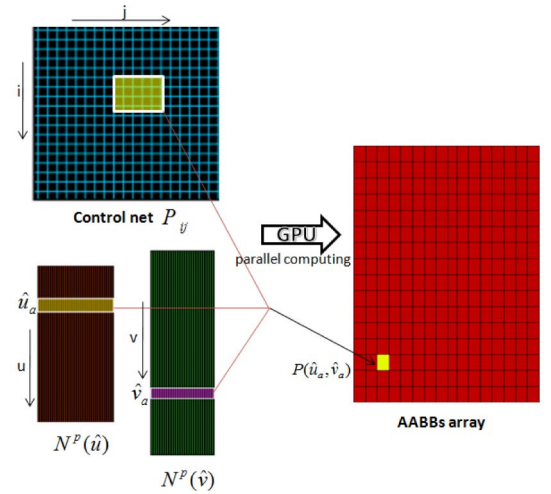 j
i
Control net P_ij
GPU
parallel computing
û_a
u
v
v̂_a
P(û_a, v̂_a)
AABBs array
N^p(û)
N^p(v̂)